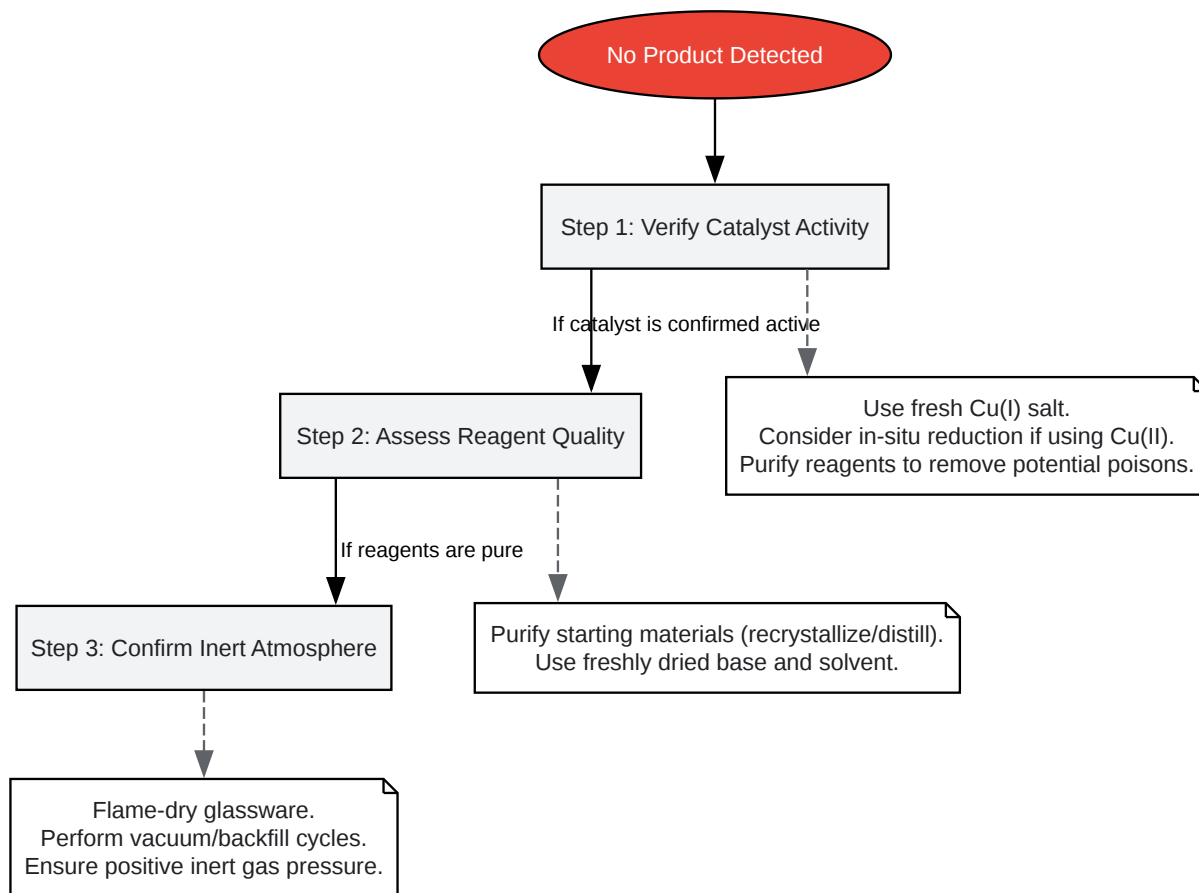 No Product Detected
Step 1: Verify Catalyst Activity
If catalyst is confirmed active
Use fresh Cu(I) salt.
Consider in-situ reduction if using Cu(II).
Purify reagents to remove potential poisons.
Step 2: Assess Reagent Quality
If reagents are pure
Purify starting materials (recrystallize/distill).
Use freshly dried base and solvent.
Step 3: Confirm Inert Atmosphere
Flame-dry glassware.
Perform vacuum/backfill cycles.
Ensure positive inert gas pressure.